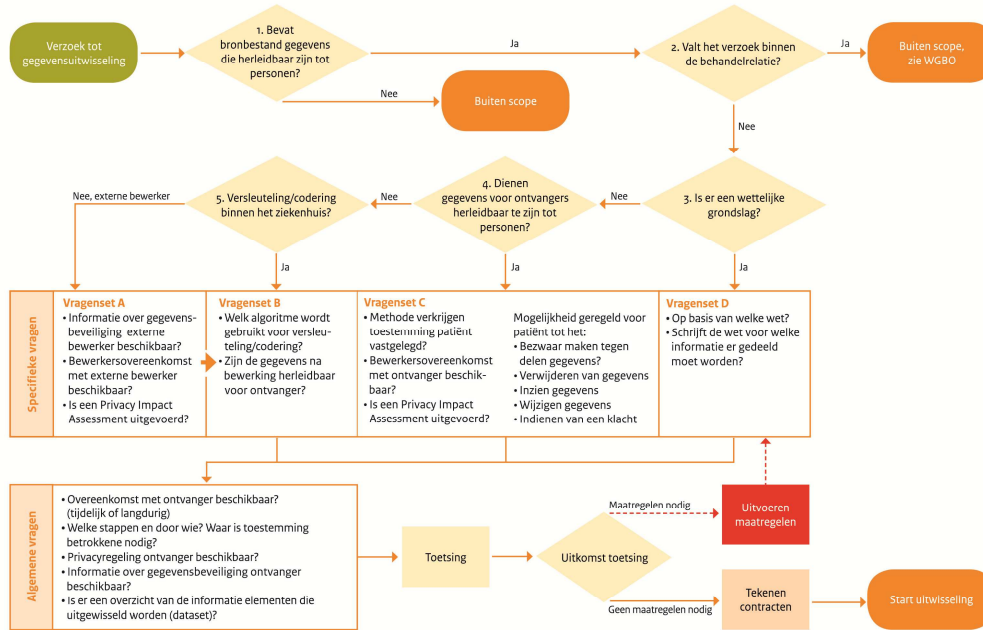 Verzoek tot
gegevensuitwisseling
1. Bevat
bronbestand gegevens
die herleidbaar zijn tot
personen?
Ja
2. Valt het verzoek binnen
de behandelrelatie?
Ja
Buiten scope,
zie WGBO
Nee
Buiten scope
Nee
Nee, externe bewerker
5. Versleuteling/codering
binnen het ziekenhuis?
Nee
4. Dienen
gegevens voor ontvangers
herleidbaar te zijn tot
personen?
Nee
3. Is er een wettelijke
grondslag?
Ja
Ja
Ja
Specifieke vragen
Vragenset A
• Informatie over gegevens-
beveiliging externe
bewerker beschikbaar?
• Bewerkersovereenkomst
met externe bewerker
beschikbaar?
• Is een Privacy Impact
Assessment uitgevoerd?
Vragenset B
• Welk algoritme wordt
gebruikt voor versleu-
teling/codering?
• Zijn de gegevens na
bewerking herleidbaar
voor ontvanger?
Vragenset C
• Methode verkrijgen
toestemming patiënt
vastgelegd?
• Bewerkersovereenkomst
met ontvanger beschik-
baar?
• Is een Privacy Impact
Assessment uitgevoerd?
Mogelijkheid geregeld voor
patiënt tot het:
• Bezwaar maken tegen
delen gegevens?
• Verwijderen van gegevens
• Inzien gegevens
• Wijzigen gegevens
• Indienen van een klacht
Vragenset D
• Op basis van welke wet?
• Schrijft de wet voor welke
informatie er gedeeld
moet worden?
Algemene vragen
• Overeenkomst met ontvanger beschikbaar?
(tijdelijk of langdurig)
• Welke stappen en door wie? Waar is toestemming
betrokkene nodig?
• Privacyregeling ontvanger beschikbaar?
• Informatie over gegevensbeveiliging ontvanger
beschikbaar?
• Is er een overzicht van de informatie elementen die
uitgewisseld worden (dataset)?
Toetsing
Uitkomst toetsing
Maatregelen nodig
Uitvoeren
maatregelen
Geen maatregelen nodig
Tekenen
contracten
Start uitwisseling